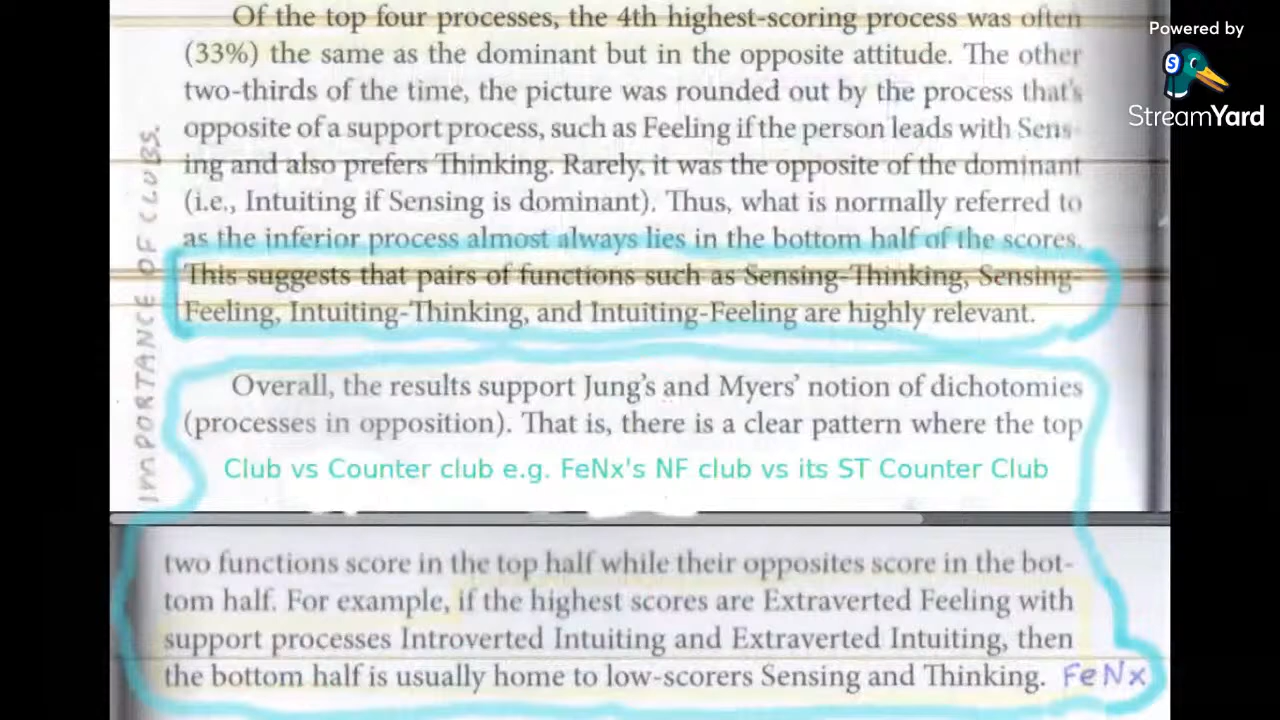 Of the top four processes, the 4th highest-scoring process was often
(33%) the same as the dominant but in the opposite attitude. The other
two-thirds of the time, the picture was rounded out by the process that's
opposite of a support process, such as Feeling if the person leads with Sens-
ing and also prefers Thinking. Rarely, it was the opposite of the dominant
(i.e., Intuiting if Sensing is dominant). Thus, what is normally referred to
as the inferior process almost always lies in the bottom half of the scores.
This suggests that pairs of functions such as Sensing-Thinking, Sensing-
Feeling, Intuiting-Thinking, and Intuiting-Feeling are highly relevant.
IMPORTANCE OF CLUBS.
Overall, the results support Jung's and Myers' notion of dichotomies
(processes in opposition). That is, there is a clear pattern where the top
Club vs Counter club e.g. FeNx's NF club vs its ST Counter Club
two functions score in the top half while their opposites score in the bot-
tom half. For example, if the highest scores are Extraverted Feeling with
support processes Introverted Intuiting and Extraverted Intuiting, then
the bottom half is usually home to low-scorers Sensing and Thinking. FeNx
Powered by
S
StreamYard